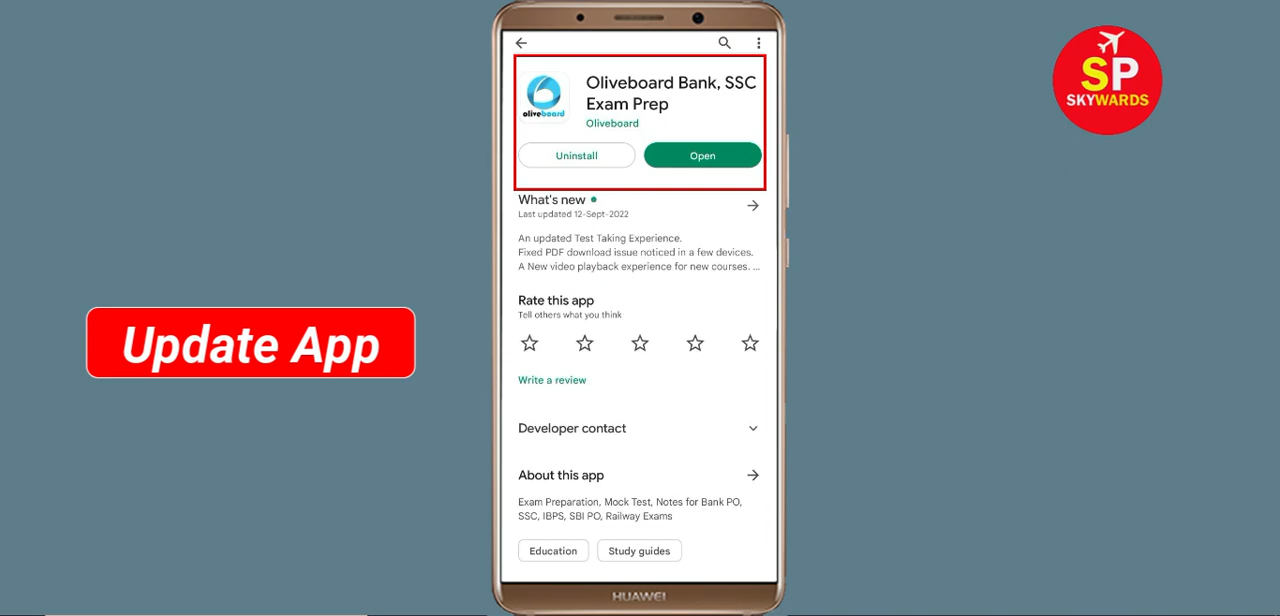 SP
SKYWARDS
oliveboard
Oliveboard Bank, SSC
Exam Prep
Oliveboard
Uninstall
Open
What's new
Last updated 12-Sept-2022
An updated Test Taking Experience.
Fixed PDF download issue noticed in a few devices.
A New video playback experience for new courses. ...
Rate this app
Tell others what you think
Update App
Write a review
Developer contact
About this app
Exam Preparation, Mock Test, Notes for Bank PO,
SSC, IBPS, SBI PO, Railway Exams
Education
Study guides
HUAWEI